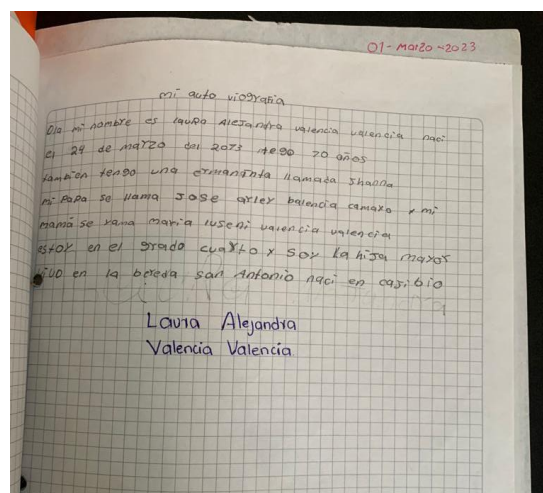 01-Marzo-2023
mi auto viografia
Ola mi nombre es lauRa Alejandra valencia valencia naci
el 24 de marzo del 2013 tego 10 años
tambien tengo una ermaninta llamada Shanna
mi PaPa se llama JOSE arley balencia camaxo y mi
mamá se yama maria luseni valencia valencia
estoy en el grado cuarto y soy la hija mayor
iuo en la bereda san Antonio naci en cajibio
Laura Alejandra
Valencia Valencia